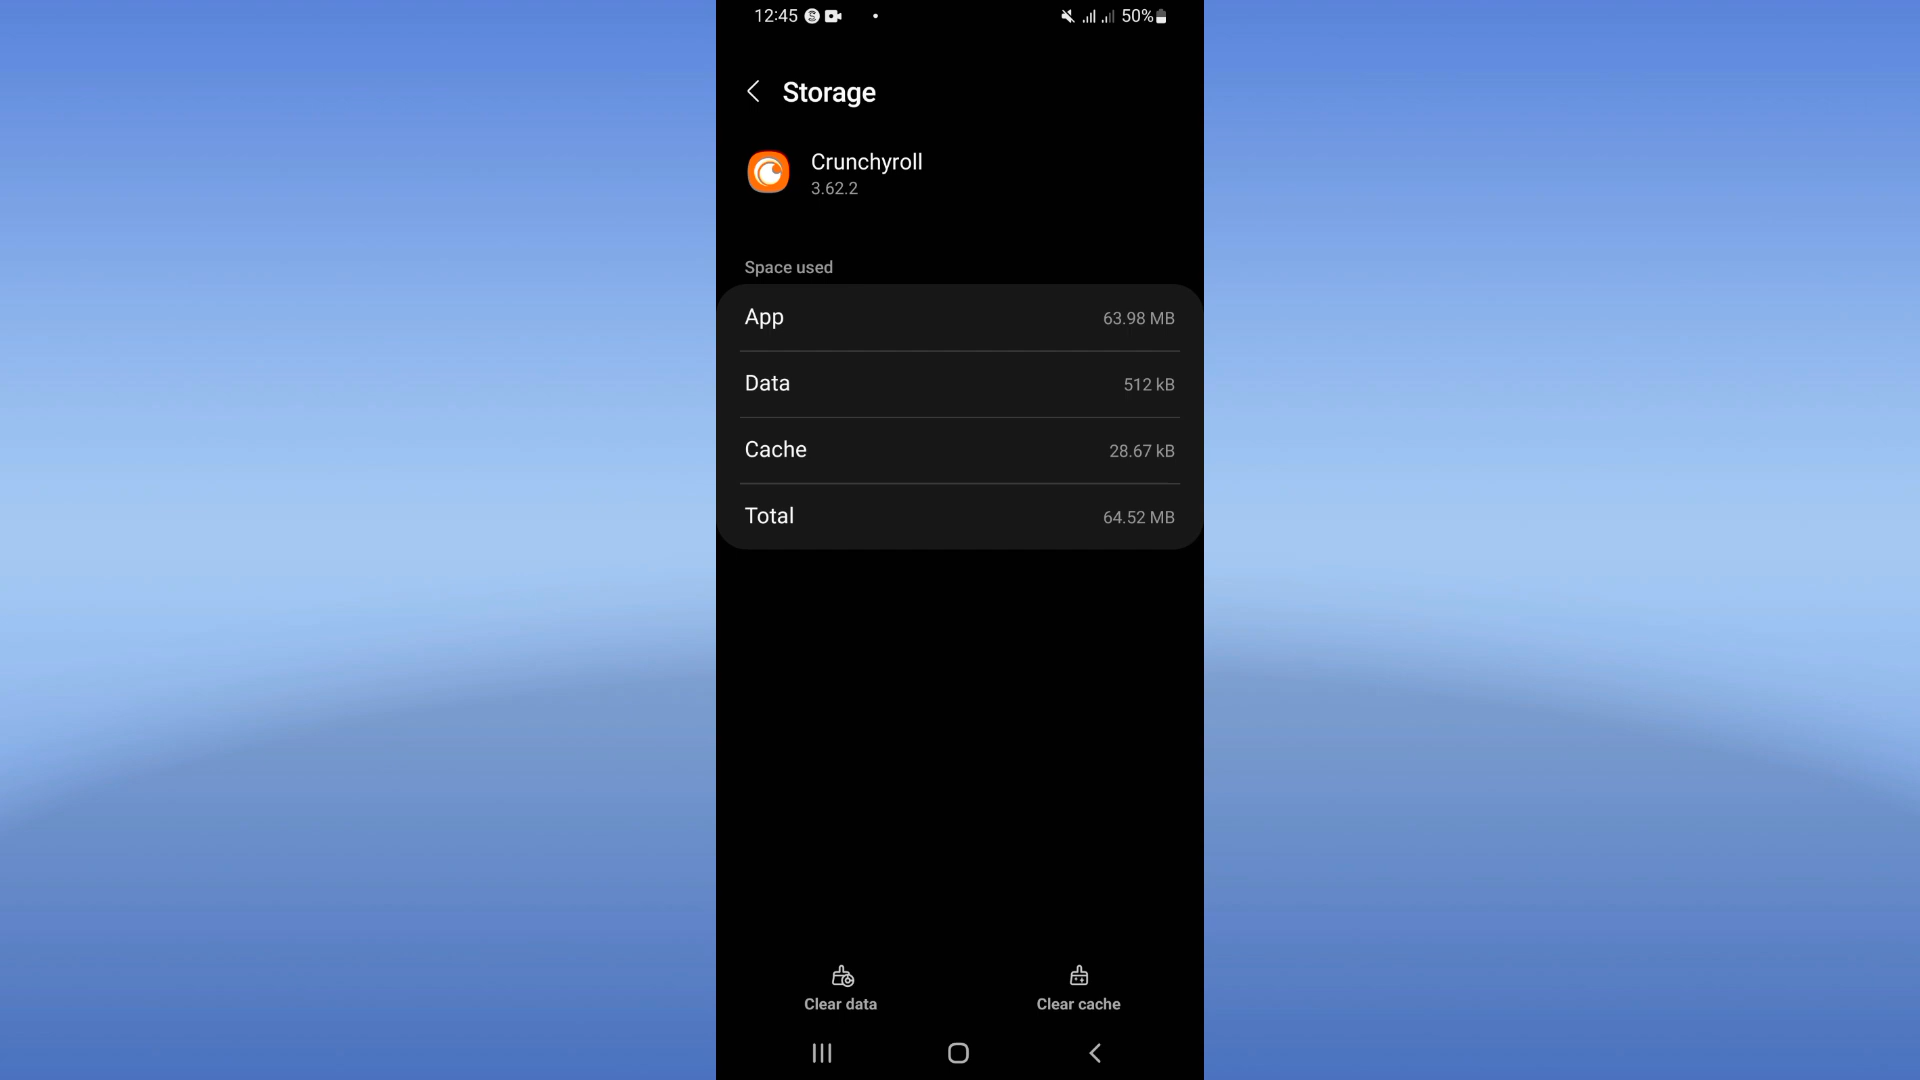 12:45 50%
Storage
Crunchyroll
3.62.2
Space used
App 63.98 MB
Data 512 kB
Cache 28.67 kB
Total 64.52 MB
Clear data Clear cache